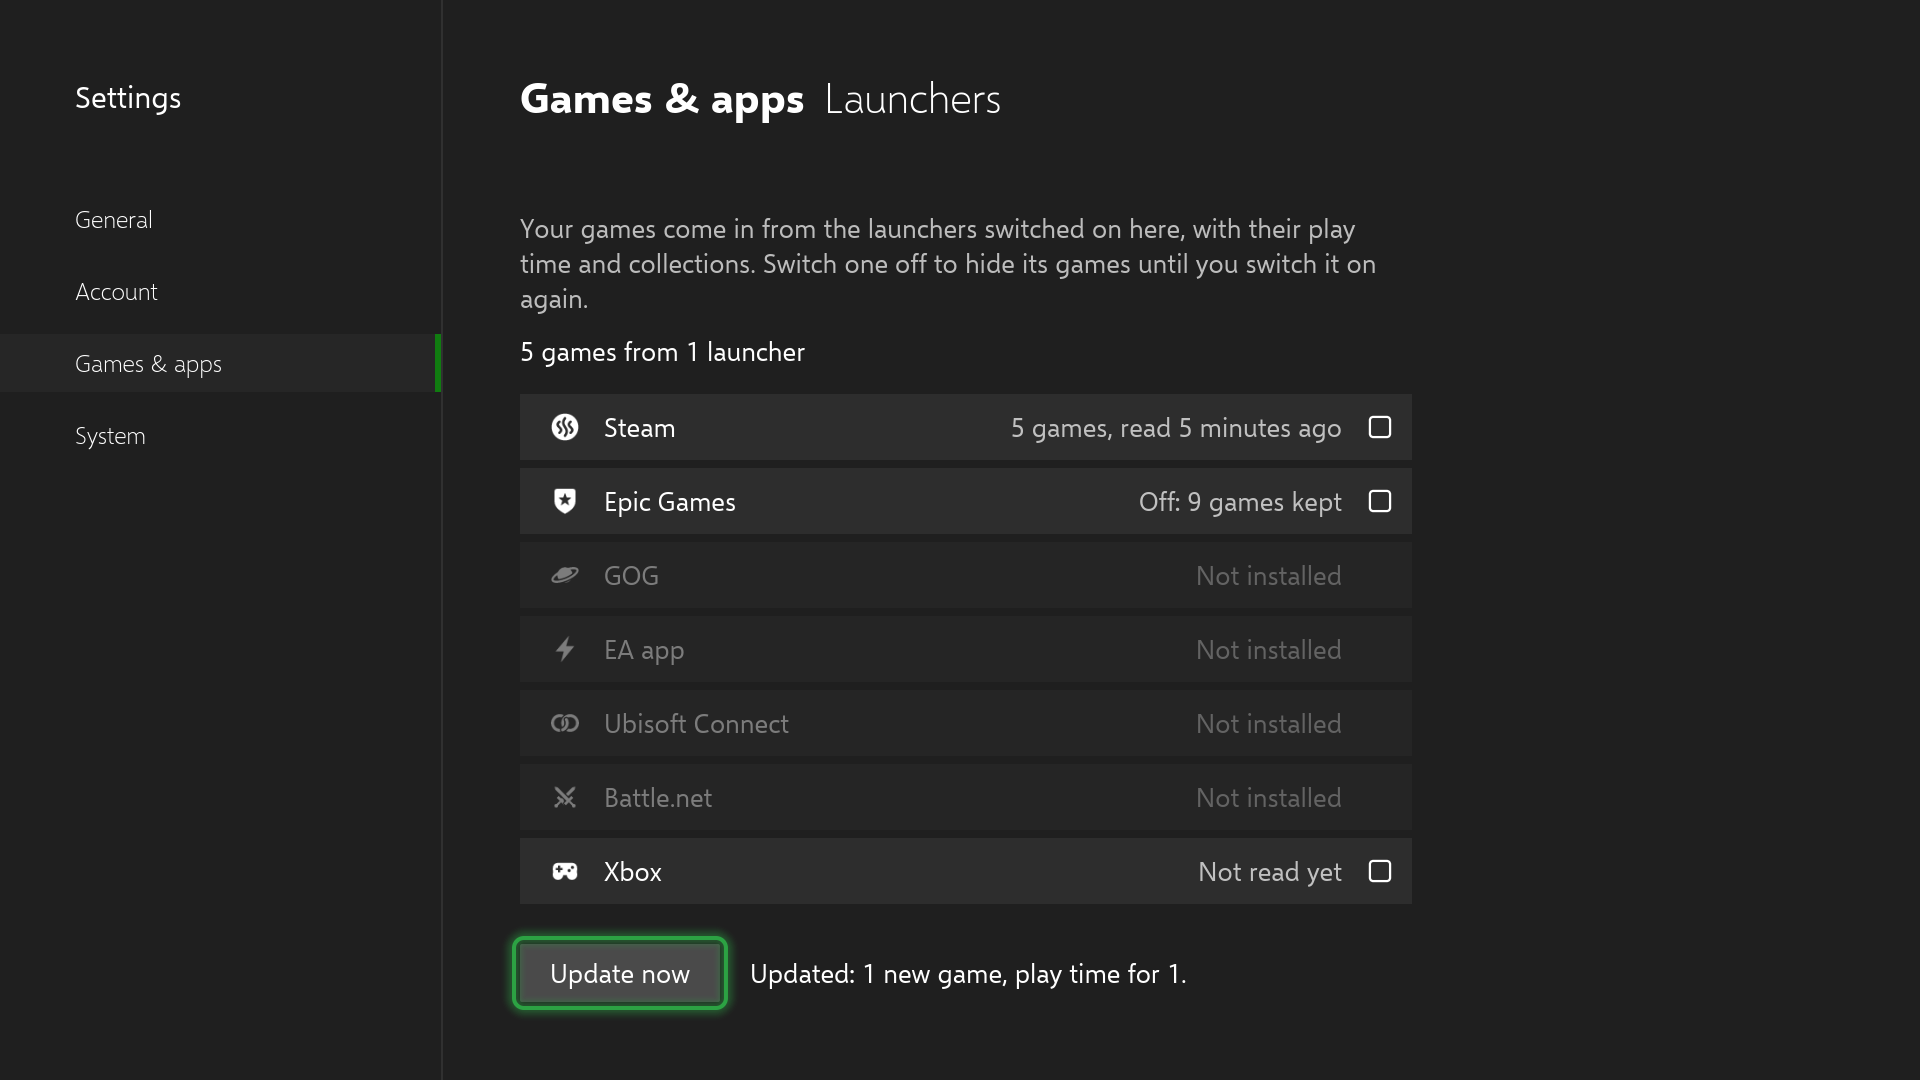 Settings
General
Account
Games & apps
System
Games & apps Launchers
Your games come in from the launchers switched on here, with their play
time and collections. Switch one off to hide its games until you switch it on
again.
5 games from 1 launcher
Steam 5 games, read 5 minutes ago
Epic Games Off: 9 games kept
GOG Not installed
EA app Not installed
Ubisoft Connect Not installed
Battle.net Not installed
Xbox Not read yet
Update now Updated: 1 new game, play time for 1.